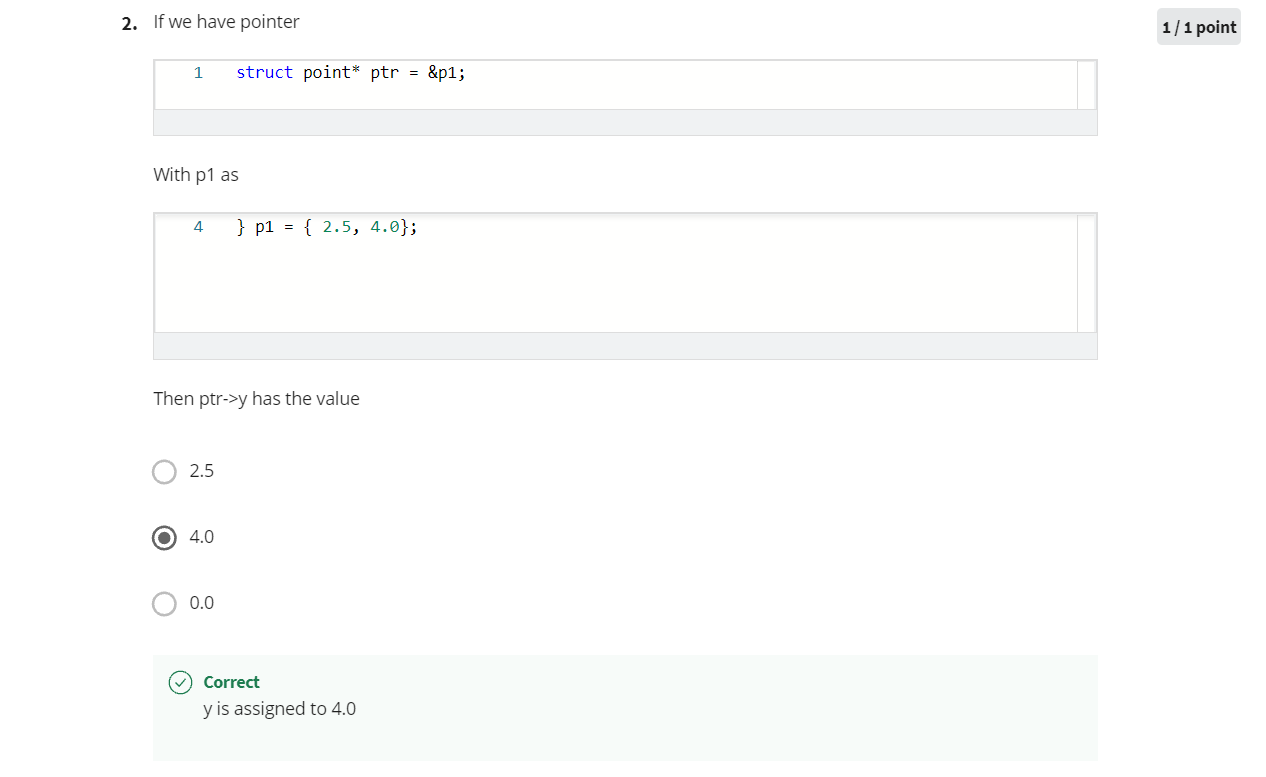 2. If we have pointer
1 / 1 point
1 struct point* ptr = &p1;
With p1 as
4 } p1 = { 2.5, 4.0};
Then ptr->y has the value
2.5
4.0
0.0
Correct
y is assigned to 4.0